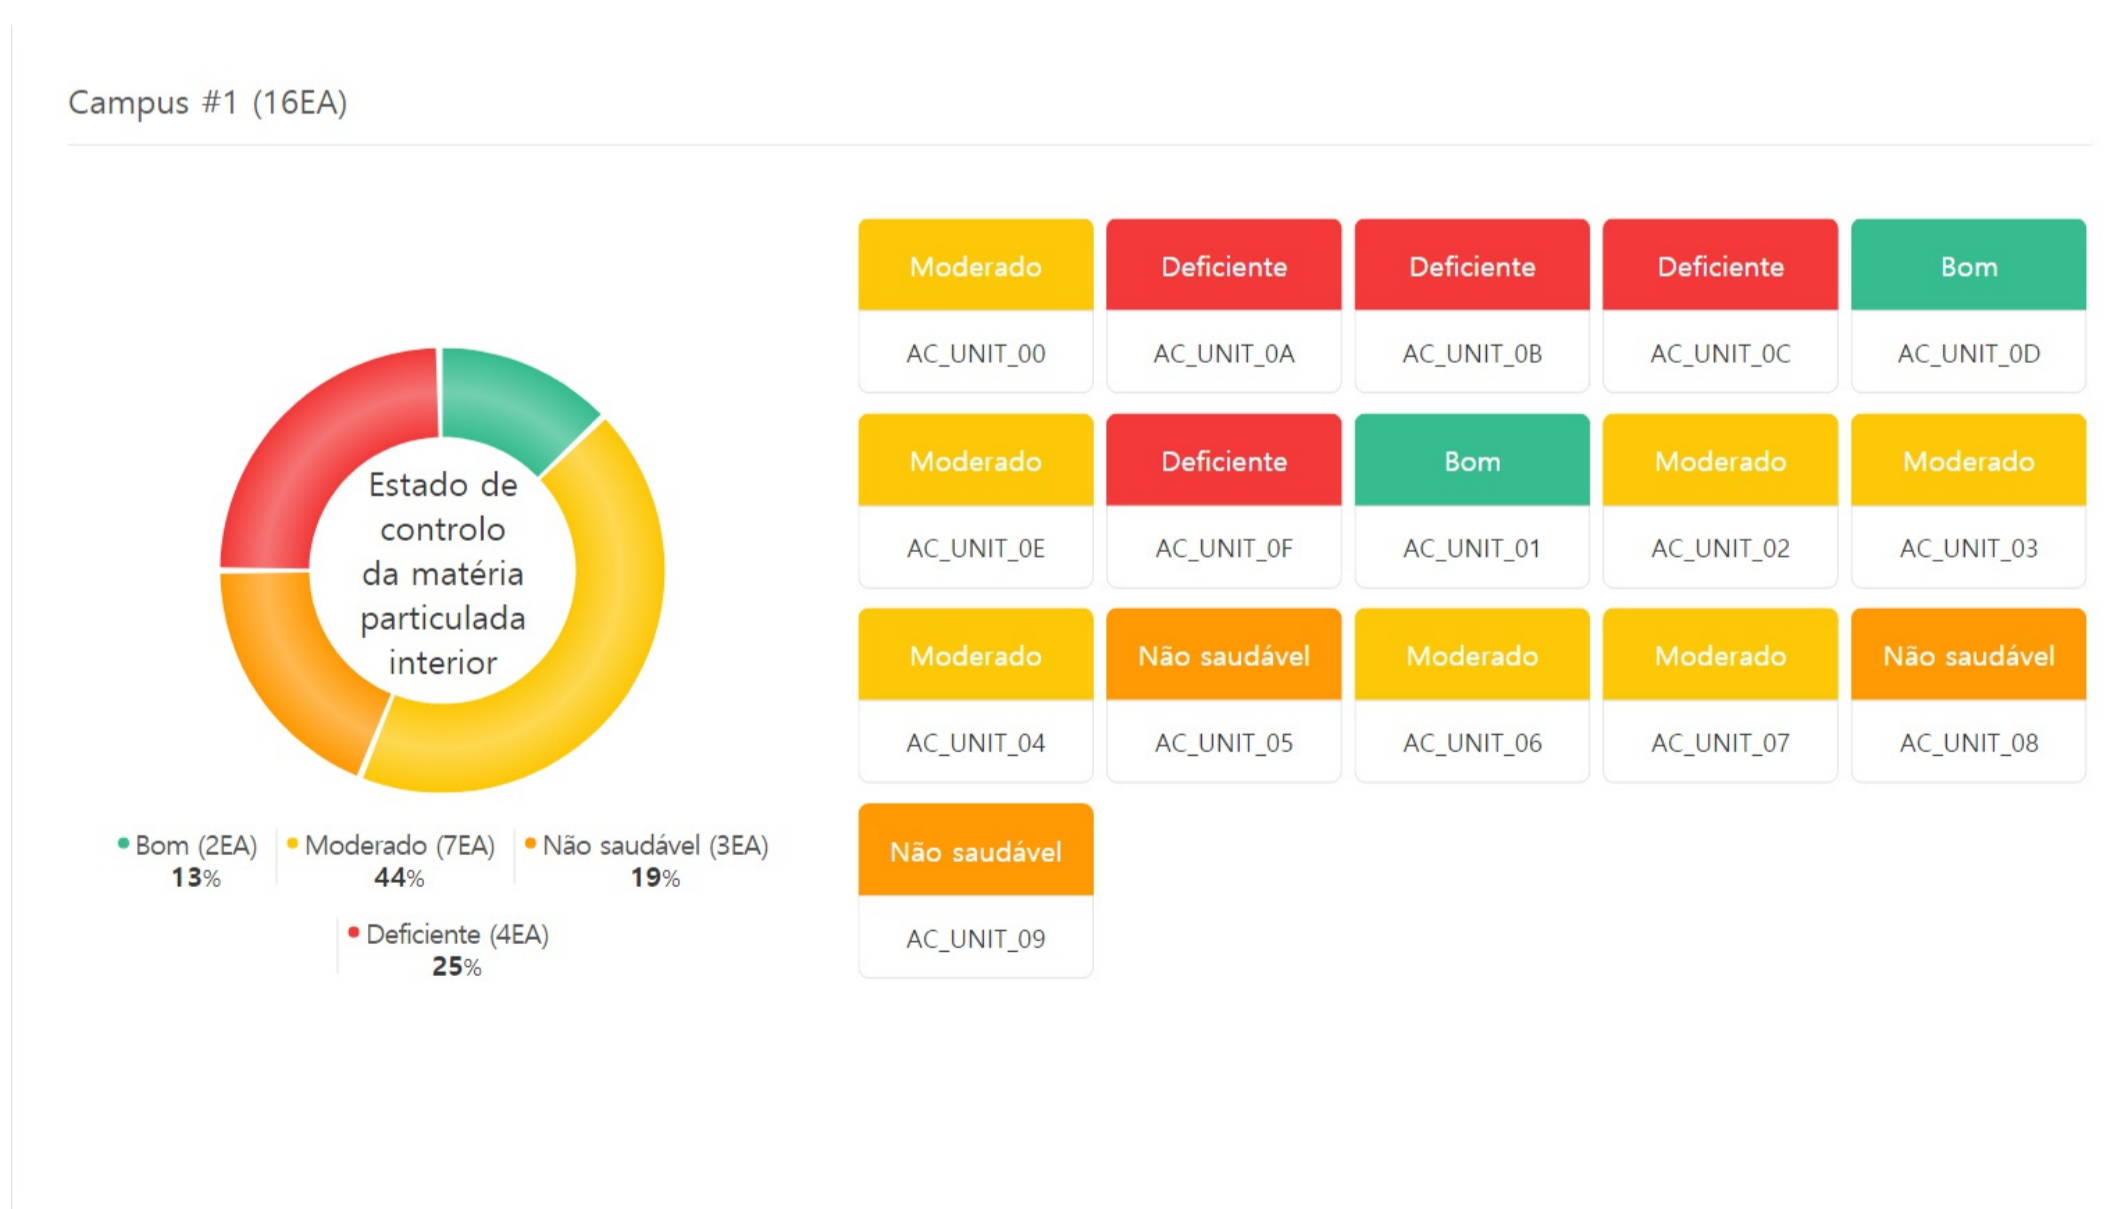 Campus #1 (16EA)
Estado de
controlo
da matéria
particulada
interior
Bom (2EA)
13%
Moderado (7EA)
44%
Não saudável (3EA)
19%
Deficiente (4EA)
25%
Moderado
AC_UNIT_00
Deficiente
AC_UNIT_0A
Deficiente
AC_UNIT_0B
Deficiente
AC_UNIT_0C
Bom
AC_UNIT_0D
Moderado
AC_UNIT_0E
Deficiente
AC_UNIT_0F
Bom
AC_UNIT_01
Moderado
AC_UNIT_02
Moderado
AC_UNIT_03
Moderado
AC_UNIT_04
Não saudável
AC_UNIT_05
Moderado
AC_UNIT_06
Moderado
AC_UNIT_07
Não saudável
AC_UNIT_08
Não saudável
AC_UNIT_09